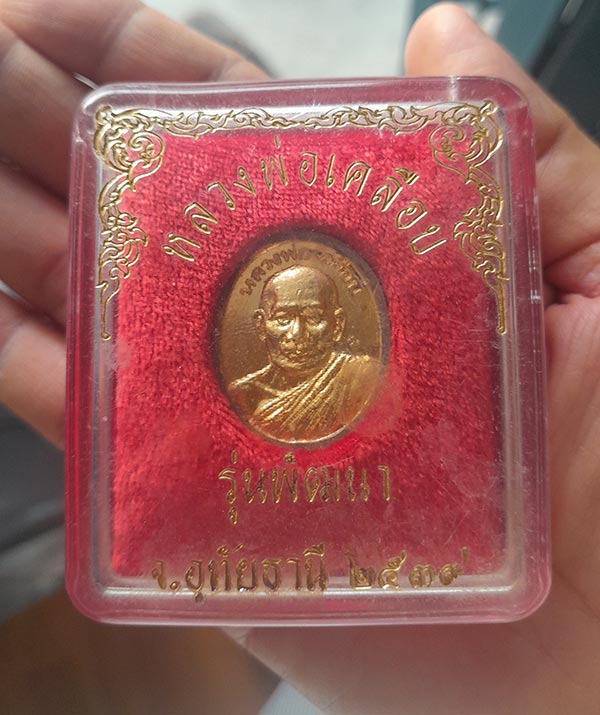 หลวงพ่อเคลือบ
รุ่นพัฒนา
จ.อุทัยธานี ๒๕๓๙